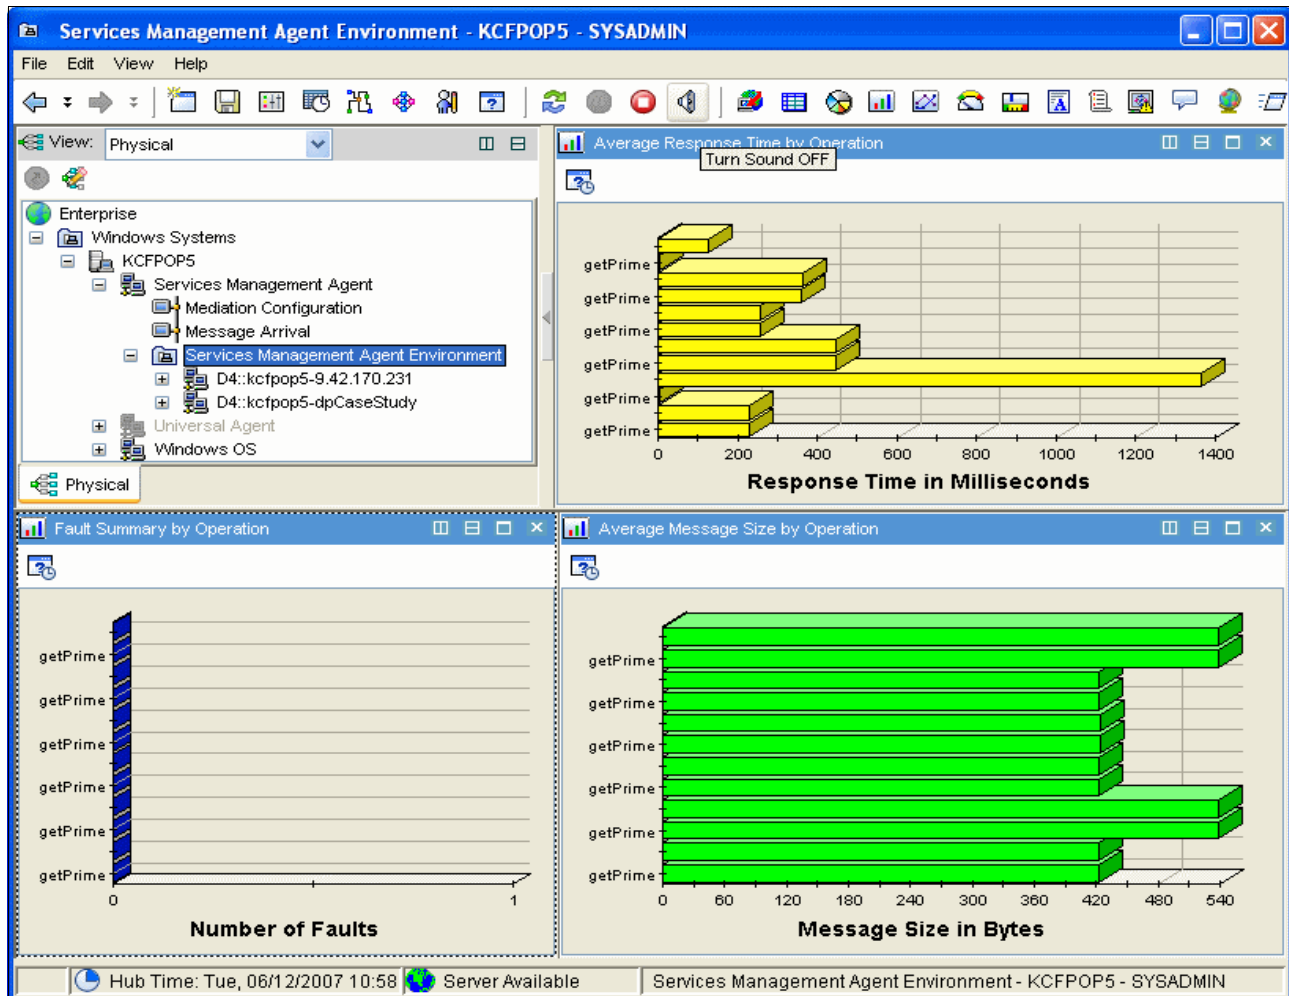 Services Management Agent Environment - KCFPOP5 - SYSADMIN
File Edit View Help
View: Physical
Enterprise
Windows Systems
KCFPOP5
Services Management Agent
Mediation Configuration
Message Arrival
Services Management Agent Environment
D4::kcfpop5-9.42.170.231
D4::kcfpop5-dpCaseStudy
Universal Agent
Windows OS
Physical
Average Response Time by Operation
Turn Sound OFF
getPrime
getPrime
getPrime
getPrime
getPrime
getPrime
0 200 400 600 800 1000 1200 1400
Response Time in Milliseconds
Fault Summary by Operation
getPrime
getPrime
getPrime
getPrime
getPrime
getPrime
0 1
Number of Faults
Average Message Size by Operation
getPrime
getPrime
getPrime
getPrime
getPrime
getPrime
0 60 120 180 240 300 360 420 480 540
Message Size in Bytes
Hub Time: Tue, 06/12/2007 10:58
Server Available
Services Management Agent Environment - KCFPOP5 - SYSADMIN